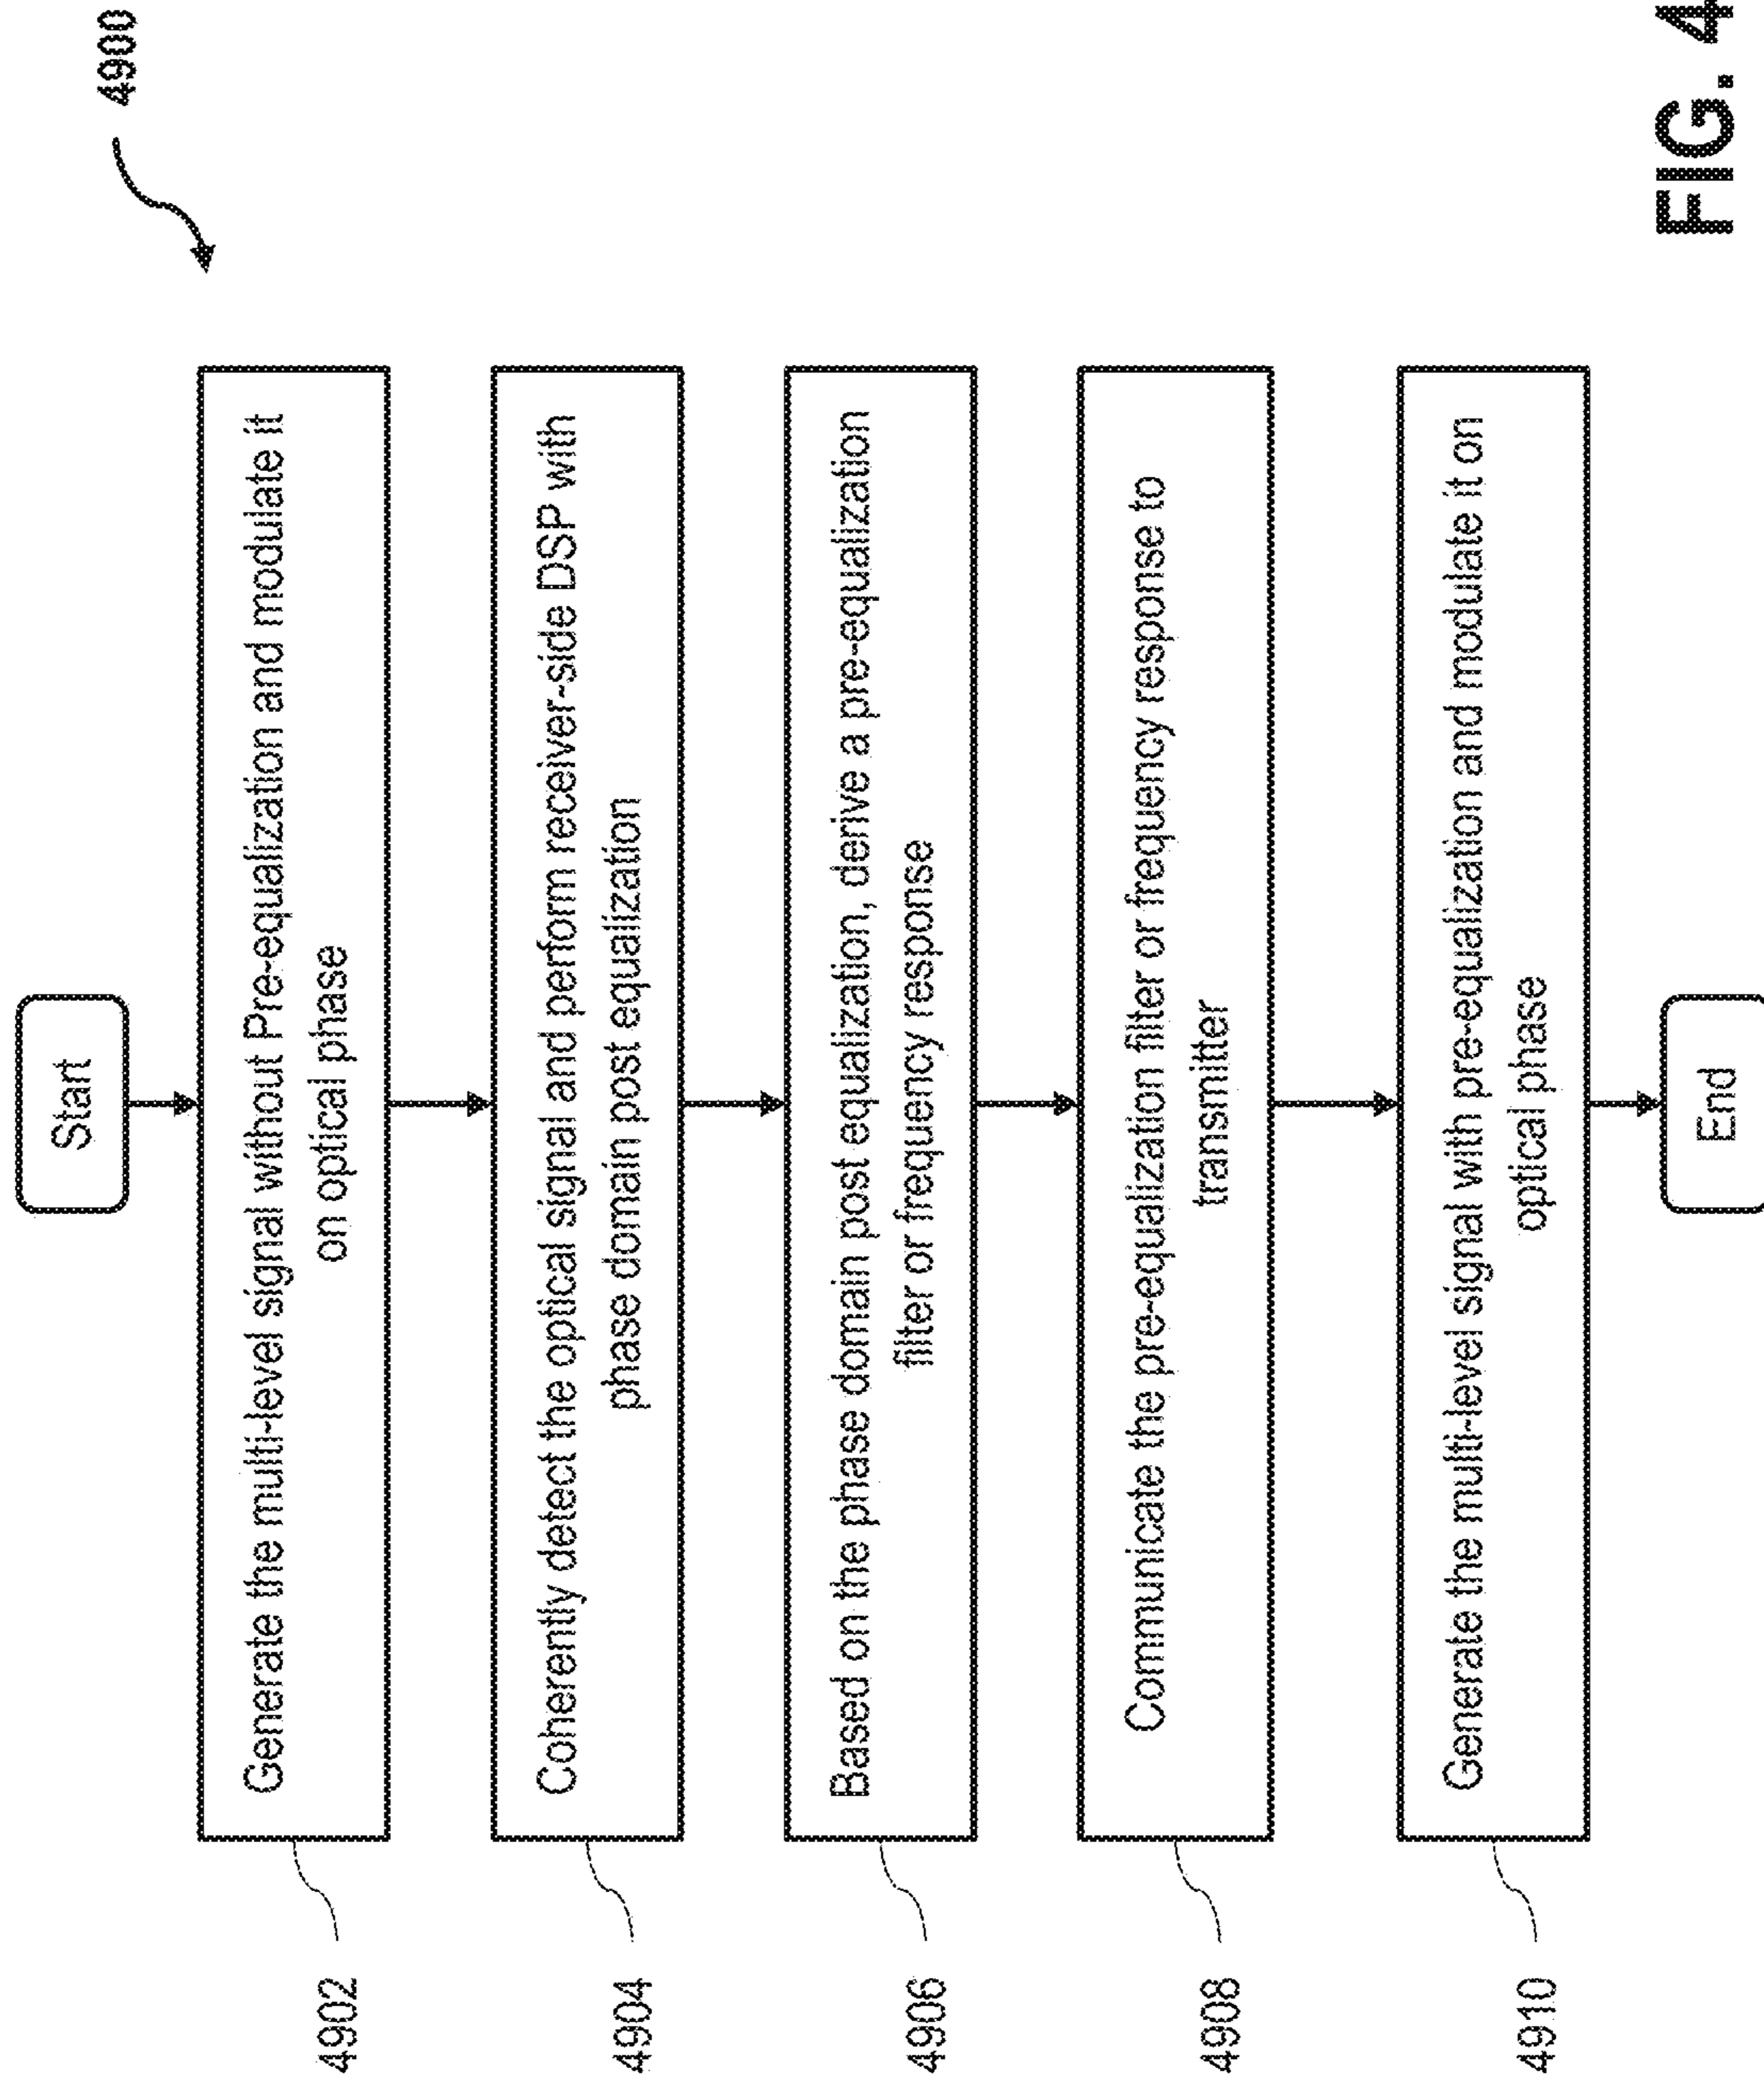 4900
Start
4902
Generate the multi-level signal without Pre-equalization and modulate it
on optical phase
4904
Coherently detect the optical signal and perform receiver-side DSP with
phase domain post equalization
4906
Based on the phase domain post equalization, derive a pre-equalization
filter or frequency response
4908
Communicate the pre-equalization filter or frequency response to
transmitter
4910
Generate the multi-level signal with pre-equalization and modulate it on
optical phase
End
FIG. 4